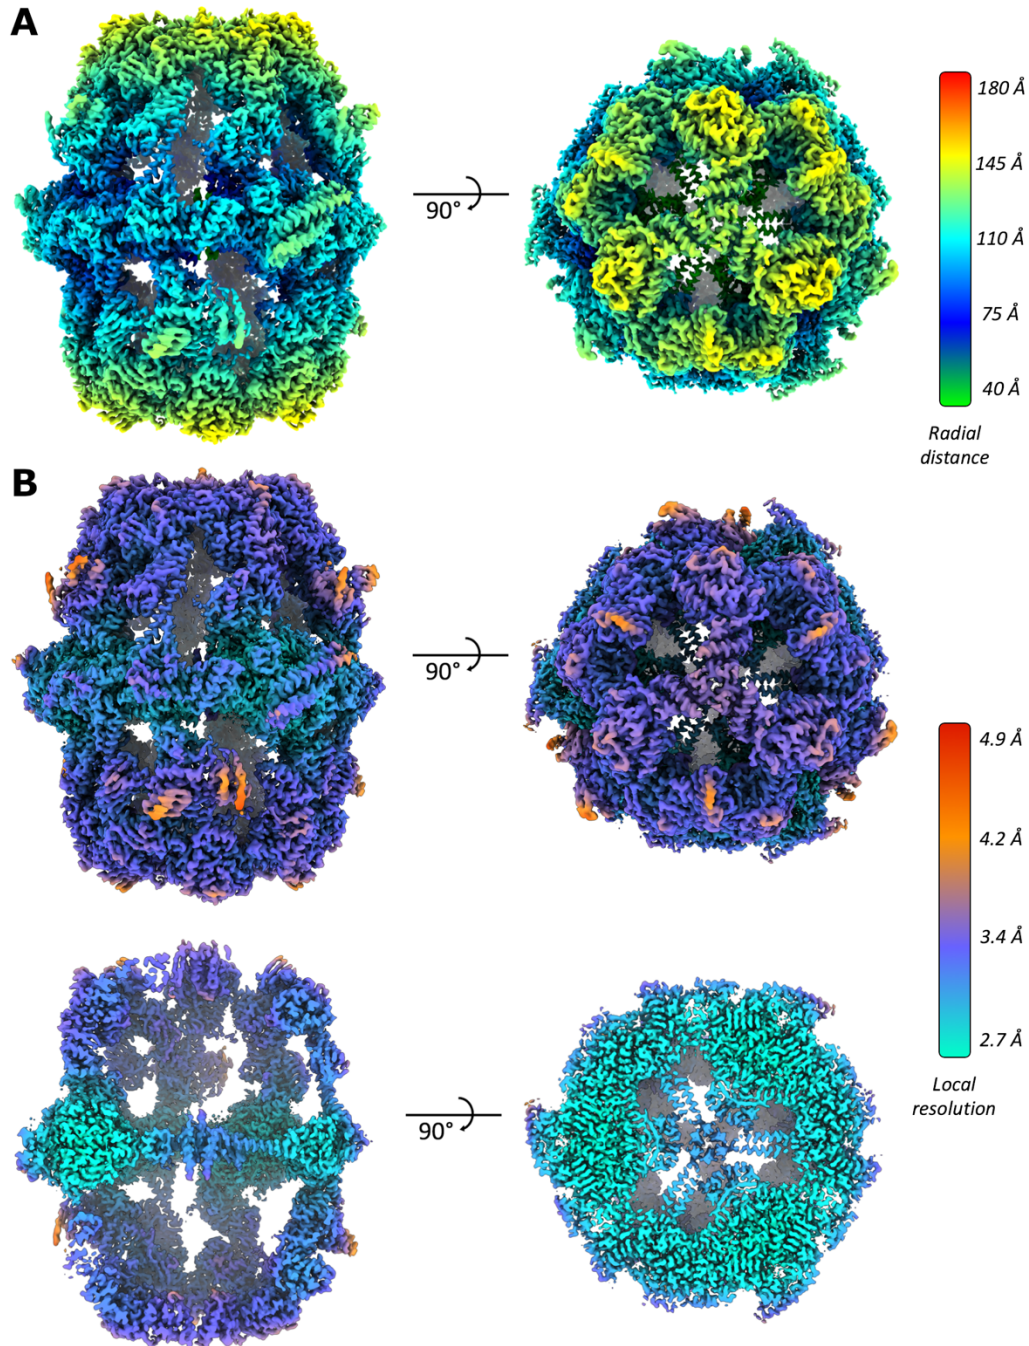 A
90°
180 Å
145 Å
110 Å
75 Å
40 Å
Radial
distance
B
90°
4.9 Å
4.2 Å
3.4 Å
2.7 Å
Local
resolution
90°